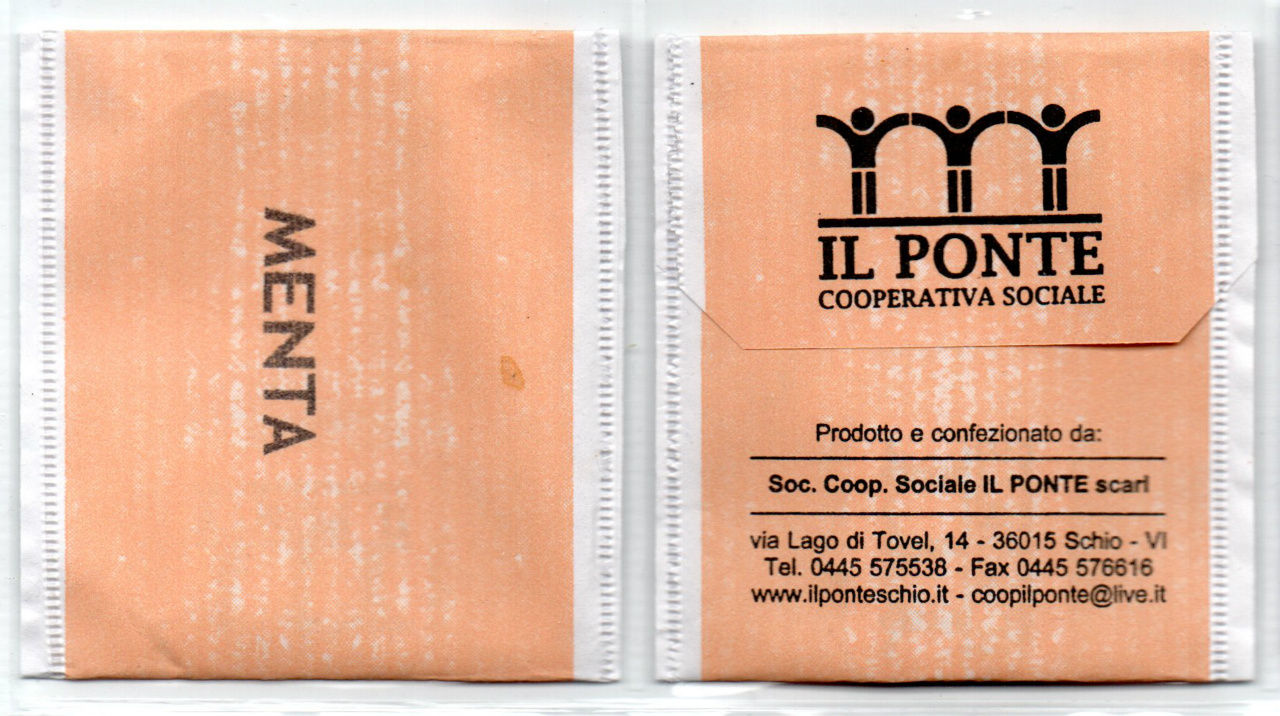 MENTA
IL PONTE
COOPERATIVA SOCIALE
Prodotto e confezionato da:
Soc. Coop. Sociale IL PONTE scarl
via Lago di Tovel, 14 - 36015 Schio - VI
Tel. 0445 575538 - Fax 0445 576616
www.ilponteschio.it - coopilponte@live.it